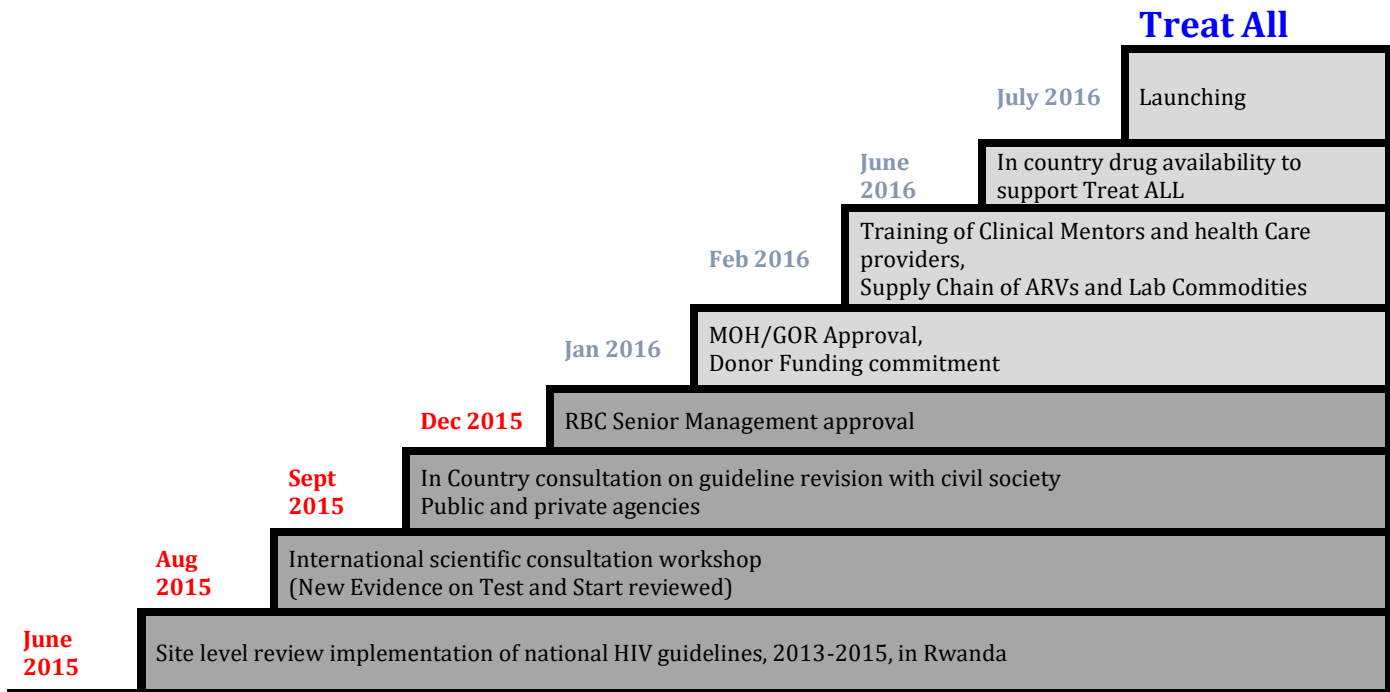 Treat All
July 2016
Launching
June
2016
In country drug availability to
support Treat ALL
Feb 2016
Training of Clinical Mentors and health Care
providers,
Supply Chain of ARVs and Lab Commodities
Jan 2016
MOH/GOR Approval,
Donor Funding commitment
Dec 2015
RBC Senior Management approval
Sept
2015
In Country consultation on guideline revision with civil society
Public and private agencies
Aug
2015
International scientific consultation workshop
(New Evidence on Test and Start reviewed)
June
2015
Site level review implementation of national HIV guidelines, 2013-2015, in Rwanda